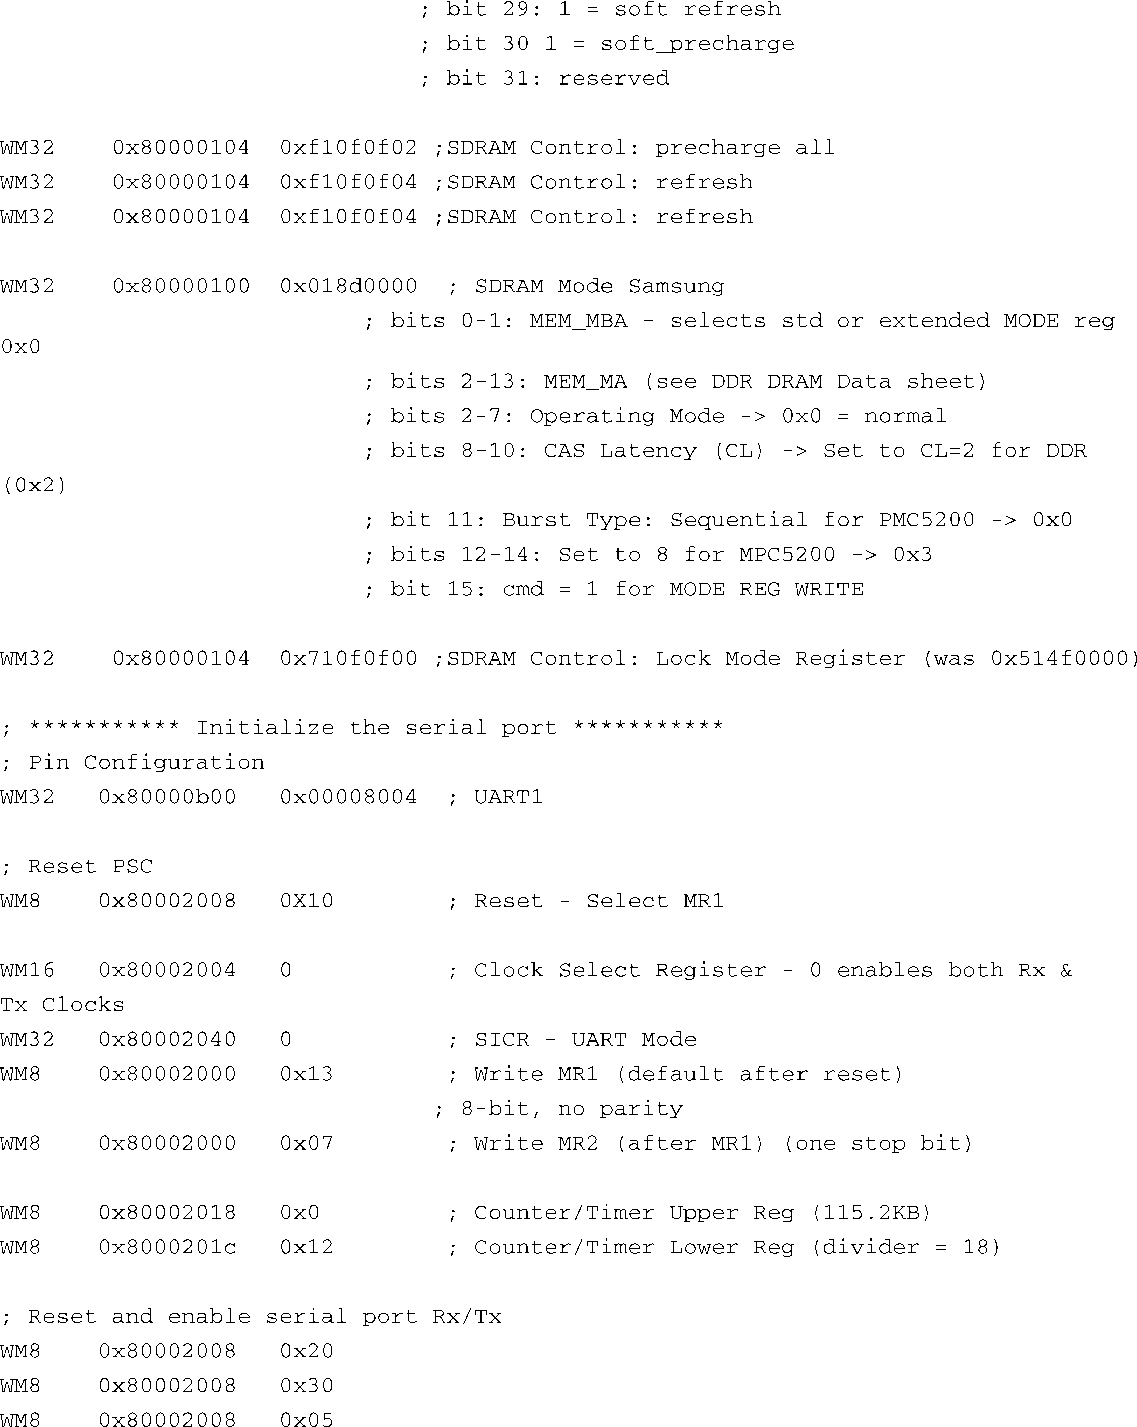 ; bit 29: 1 = soft refresh
; bit 30 1 = soft_precharge
; bit 31: reserved
WM32 0x80000104 0xf10f0f02 ;SDRAM Control: precharge all
WM32 0x80000104 0xf10f0f04 ;SDRAM Control: refresh
WM32 0x80000104 0xf10f0f04 ;SDRAM Control: refresh
WM32 0x80000100 0x018d0000 ; SDRAM Mode Samsung
; bits 0-1: MEM_MBA - selects std or extended MODE reg
0x0
; bits 2-13: MEM_MA (see DDR DRAM Data sheet)
; bits 2-7: Operating Mode -> 0x0 = normal
; bits 8-10: CAS Latency (CL) -> Set to CL=2 for DDR
(0x2)
; bit 11: Burst Type: Sequential for PMC5200 -> 0x0
; bits 12-14: Set to 8 for MPC5200 -> 0x3
; bit 15: cmd = 1 for MODE REG WRITE
WM32 0x80000104 0x710f0f00 ;SDRAM Control: Lock Mode Register (was 0x514f0000)
; *********** Initialize the serial port ***********
; Pin Configuration
WM32 0x80000b00 0x00008004 ; UART1
; Reset PSC
WM8 0x80002008 0X10 ; Reset - Select MR1
WM16 0x80002004 0 ; Clock Select Register - 0 enables both Rx &
Tx Clocks
WM32 0x80002040 0 ; SICR - UART Mode
WM8 0x80002000 0x13 ; Write MR1 (default after reset)
; 8-bit, no parity
WM8 0x80002000 0x07 ; Write MR2 (after MR1) (one stop bit)
WM8 0x80002018 0x0 ; Counter/Timer Upper Reg (115.2KB)
WM8 0x8000201c 0x12 ; Counter/Timer Lower Reg (divider = 18)
; Reset and enable serial port Rx/Tx
WM8 0x80002008 0x20
WM8 0x80002008 0x30
WM8 0x80002008 0x05